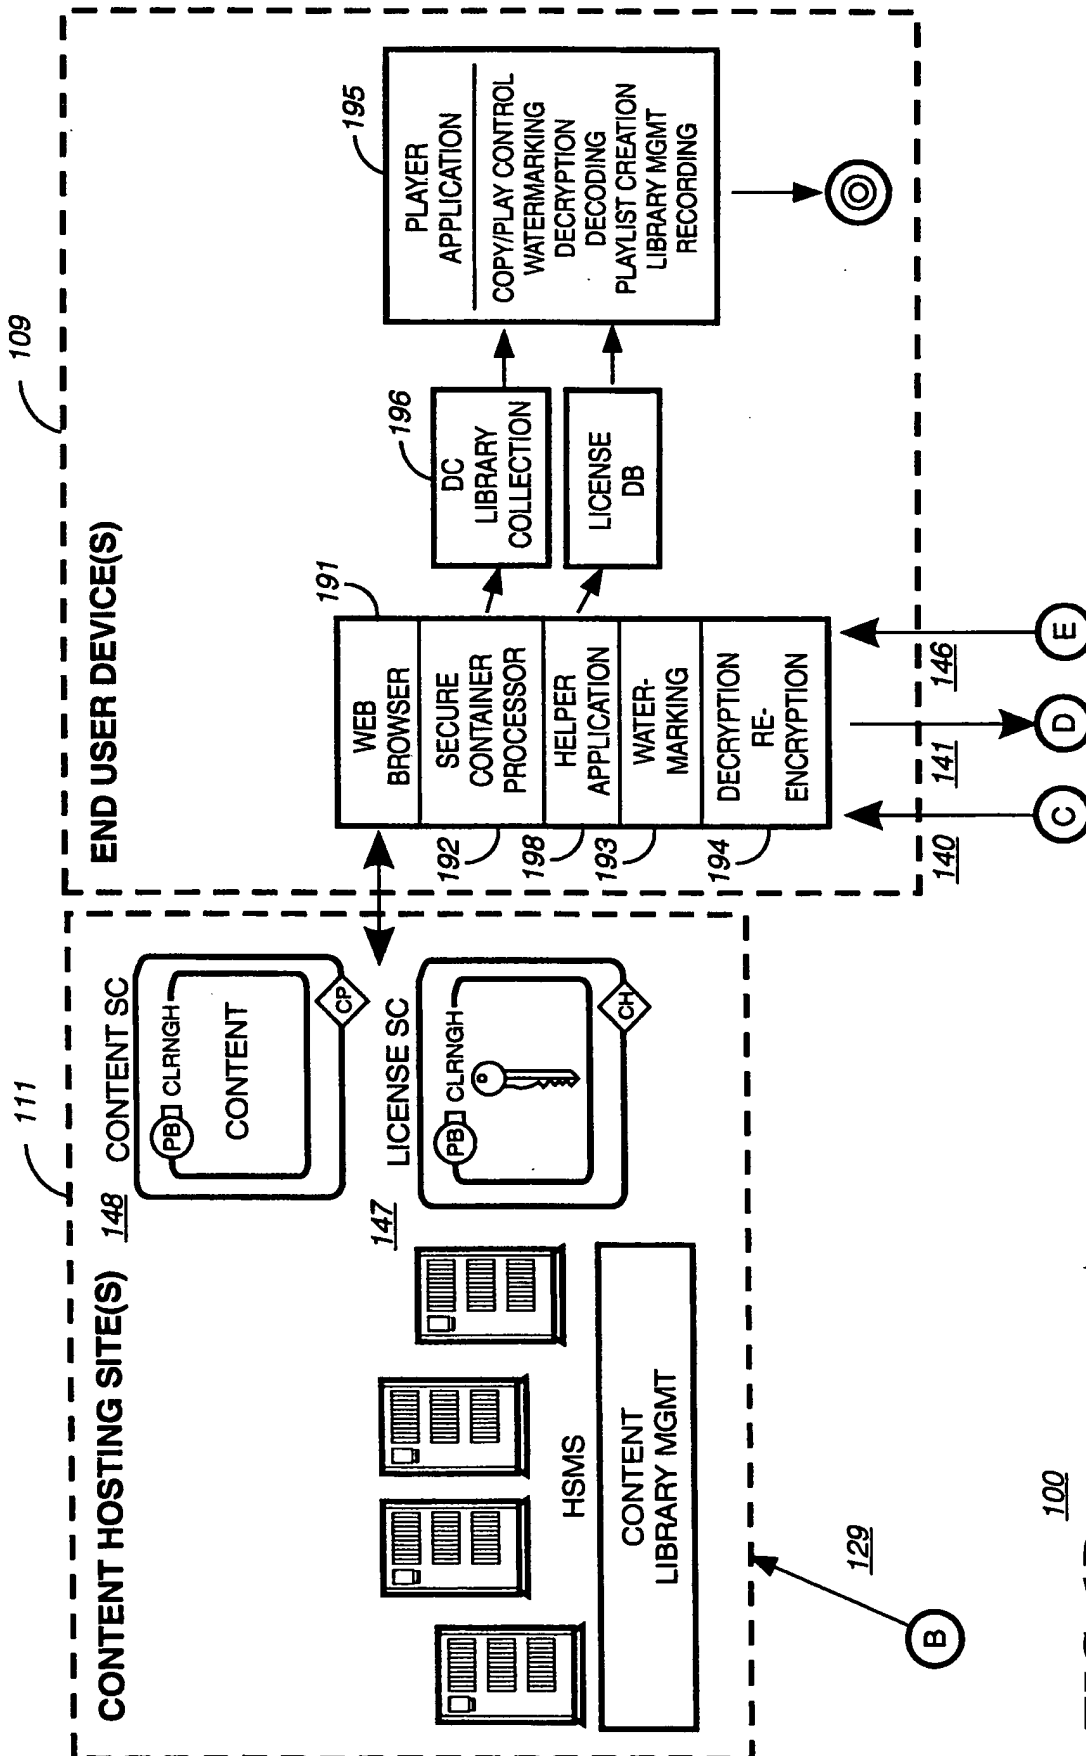 111
CONTENT HOSTING SITE(S)
148
CONTENT SC
PB
CLRNGH
CONTENT
CP
147
LICENSE SC
PB
CLRNGH
CH
HSMS
CONTENT
LIBRARY MGMT
129
B
100
109
END USER DEVICE(S)
191
WEB
BROWSER
SECURE
CONTAINER
PROCESSOR
192
HELPER
APPLICATION
198
WATER-
MARKING
193
DECRYPTION
RE-
ENCRYPTION
194
196
DC
LIBRARY
COLLECTION
LICENSE
DB
195
PLAYER
APPLICATION
COPY/PLAY CONTROL
WATERMARKING
DECRYPTION
DECODING
PLAYLIST CREATION
LIBRARY MGMT
RECORDING
140
C
141
D
146
E